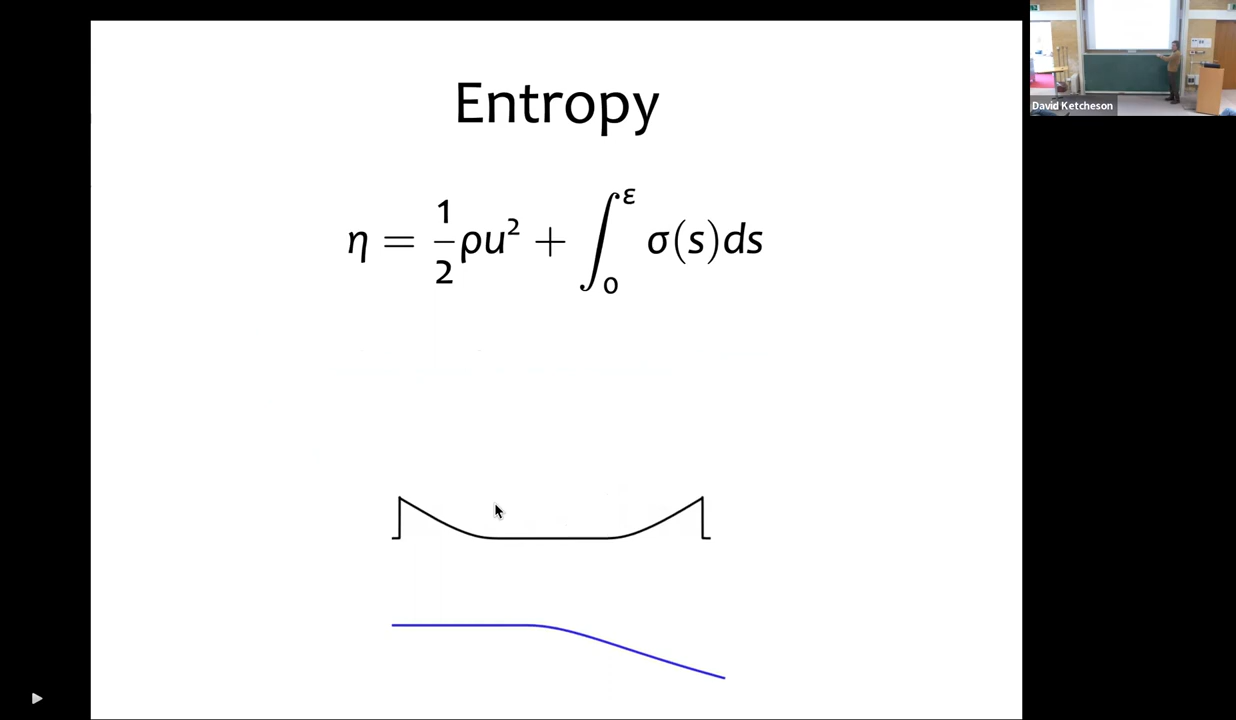 Entropy
η = 1/2 ρu² + ∫₀^ε σ(s)ds
David Ketcheson